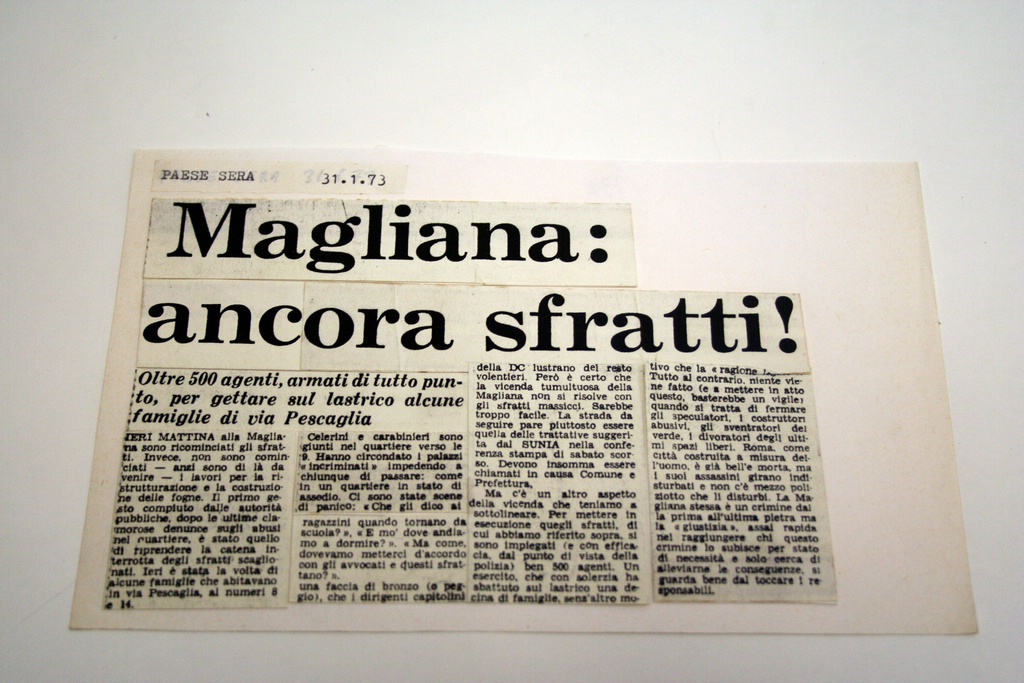 PAESE SERA 31.1.73
Magliana:
ancora sfratti!
Oltre 500 agenti, armati di tutto pun-
to, per gettare sul lastrico alcune
famiglie di via Pescaglia
IERI MATTINA alla Maglia-
na sono ricominciati gli sfrat-
ti. Invece, non sono comin-
ciati — anzi sono di là da
venire — i lavori per la ri-
strutturazione e la costruzio-
ne delle fogne. Il primo ge-
sto compiuto dalle autorità
pubbliche, dopo le ultime cla-
morose denunce sugli abusi
nel quartiere, è stato quello
di riprendere la catena in-
terrotta degli sfratti scaglio-
nati. Ieri è stata la volta di
alcune famiglie che abitavano
in via Pescaglia, ai numeri 8
e 14.
Celerini e carabinieri sono
giunti nel quartiere verso le
9. Hanno circondato i palazzi
« incriminati » impedendo a
chiunque di passare: come
in un quartiere in stato di
assedio. Ci sono state scene
di panico: « Che gli dico ai
ragazzini quando tornano da
scuola? », « E mo' dove andia-
mo a dormire? ». « Ma come,
dovevamo metterci d'accordo
con gli avvocati e questi sfrat-
tano? ».
una faccia di bronzo (o peg-
gio), che i dirigenti capitolini
della DC lustrano del resto
volentieri. Però è certo che
la vicenda tumultuosa della
Magliana non si risolve con
gli sfratti massicci. Sarebbe
troppo facile. La strada da
seguire pare piuttosto essere
quella delle trattative suggeri-
ta dal SUNIA nella confe-
renza stampa di sabato scor-
so. Devono insomma essere
chiamati in causa Comune e
Prefettura.
Ma c'è un altro aspetto
della vicenda che teniamo a
sottolineare. Per mettere in
esecuzione quegli sfratti, di
cui abbiamo riferito sopra, si
sono impiegati (e con effica-
cia, dal punto di vista della
polizia) ben 500 agenti. Un
esercito, che con solerzia ha
sbattuto sul lastrico una de-
cina di famiglie, senz'altro mo-
tivo che la « ragione
Tutto al contrario, niente vie-
ne fatto (e a mettere in atto
questo, basterebbe un vigile)
quando si tratta di fermare
gli speculatori, i costruttori
abusivi, gli sventratori del
verde, i divoratori degli ulti-
mi spazi liberi. Roma, come
città costruita a misura del-
l'uomo, è già bell'e morta, ma
i suoi assassini girano indi-
sturbati e non c'è mezzo poli-
ziotto che li disturbi. La Ma-
gliana stessa è un crimine dal-
la prima all'ultima pietra ma
la « giustizia », assai rapida
nel raggiungere chi questo
crimine lo subisce per stato
di necessità e solo cerca di
alleviarne le conseguenze, si
guarda bene dal toccare i re-
sponsabili.